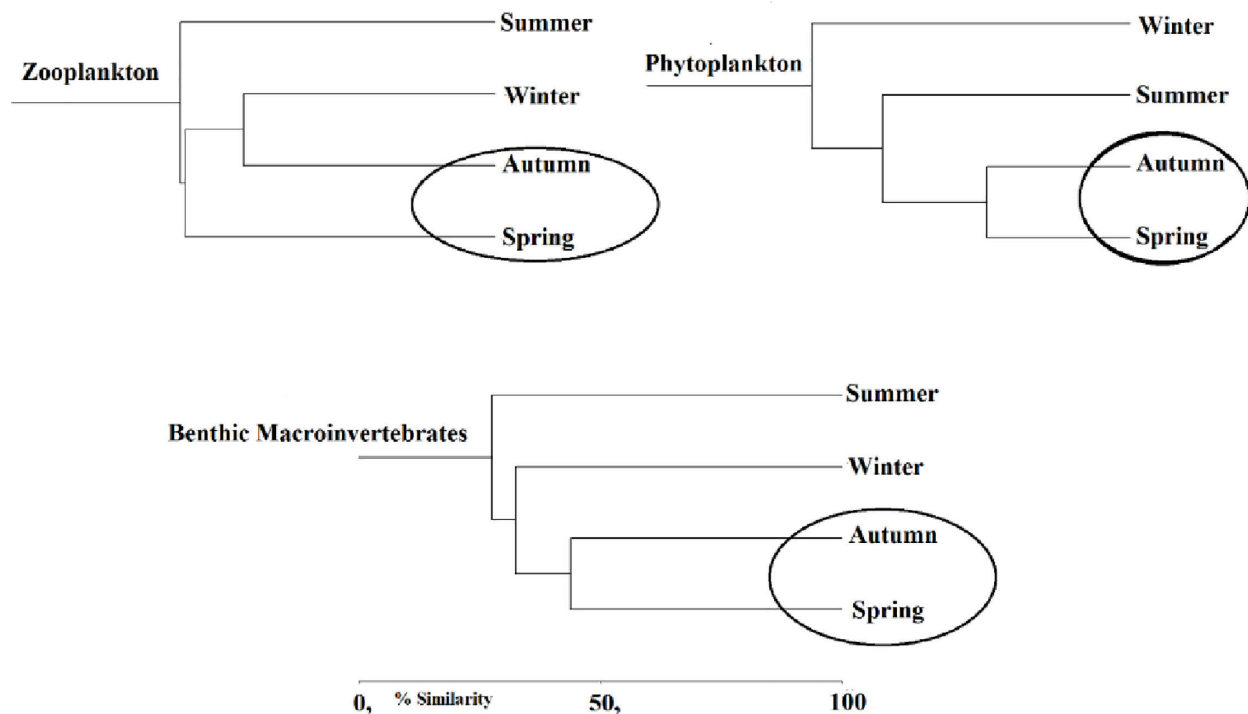 Summer
Zooplankton
Winter
Autumn
Spring
Winter
Phytoplankton
Summer
Autumn
Spring
Summer
Benthic Macroinvertebrates
Winter
Autumn
Spring
0, % Similarity 50, 100